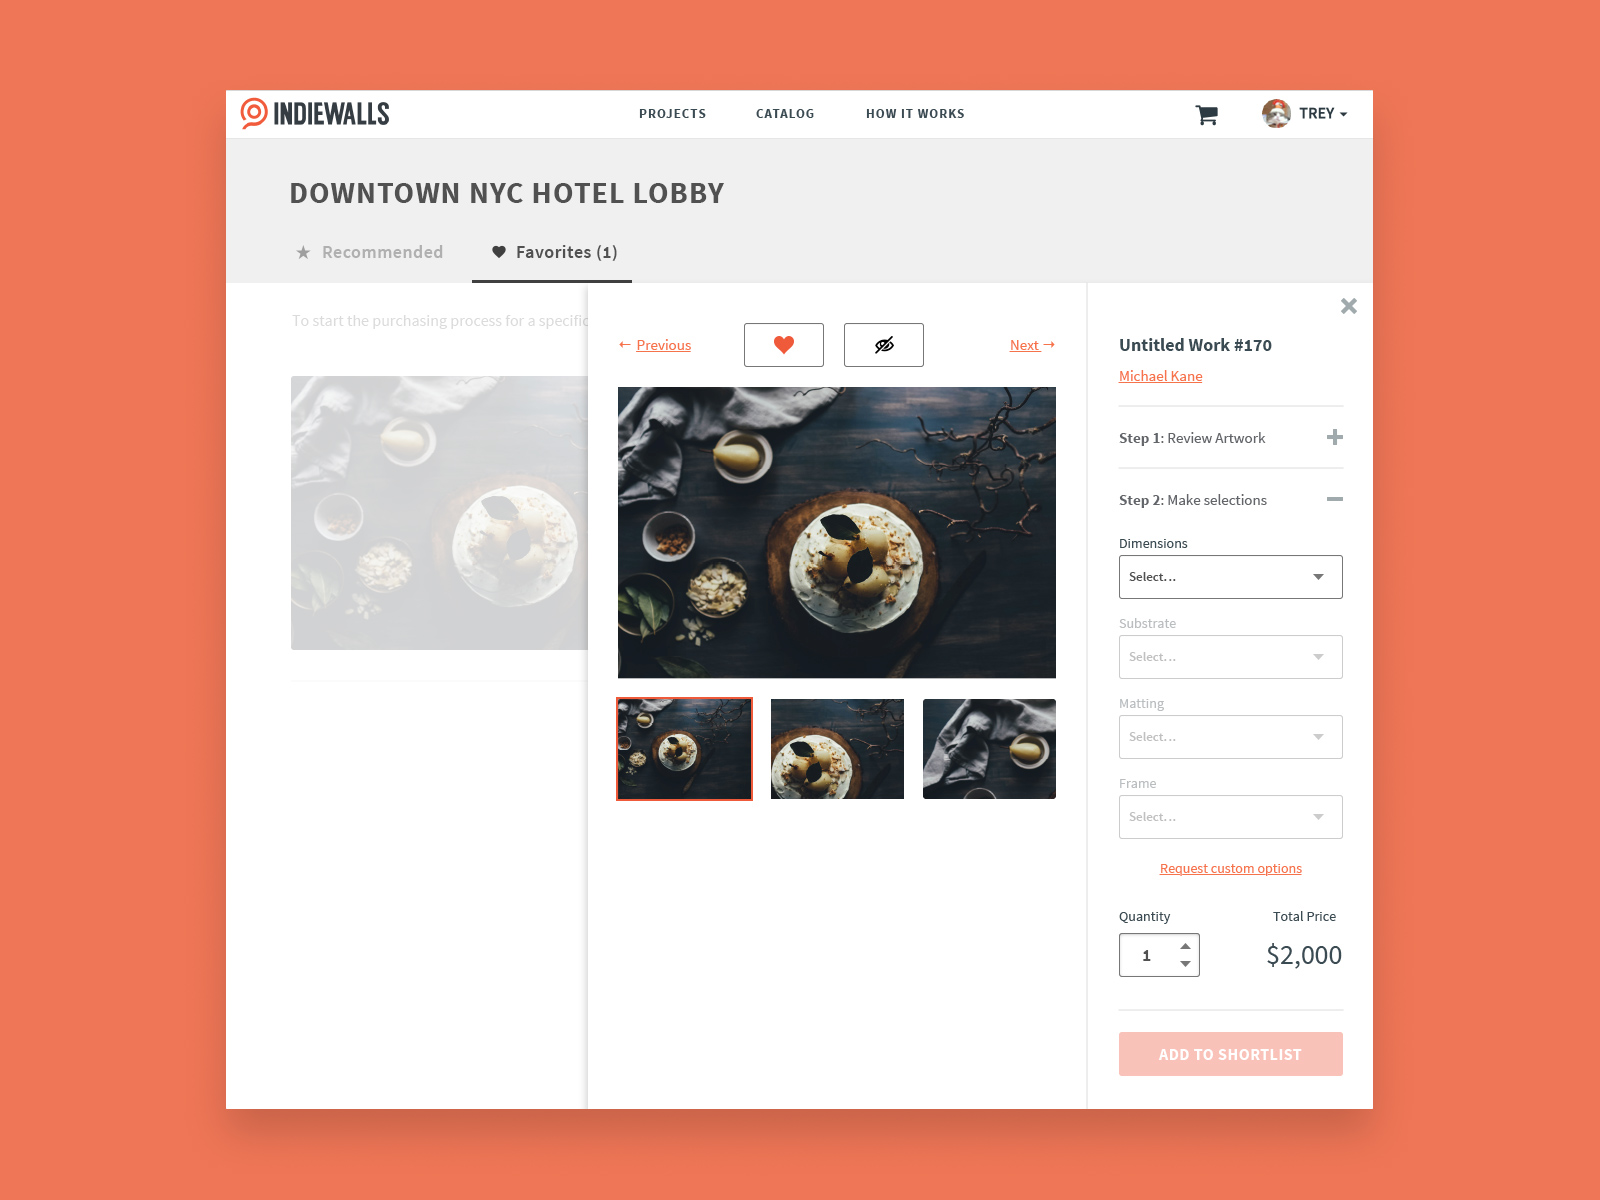 INDIEWALLS
PROJECTS
CATALOG
HOW IT WORKS
TREY
DOWNTOWN NYC HOTEL LOBBY
Recommended
Favorites (1)
To start the purchasing process for a specific
← Previous
Next →
Untitled Work #170
Michael Kane
Step 1: Review Artwork
Step 2: Make selections
Dimensions
Select...
Substrate
Select...
Matting
Select...
Frame
Select...
Request custom options
Quantity
Total Price
1
$2,000
ADD TO SHORTLIST